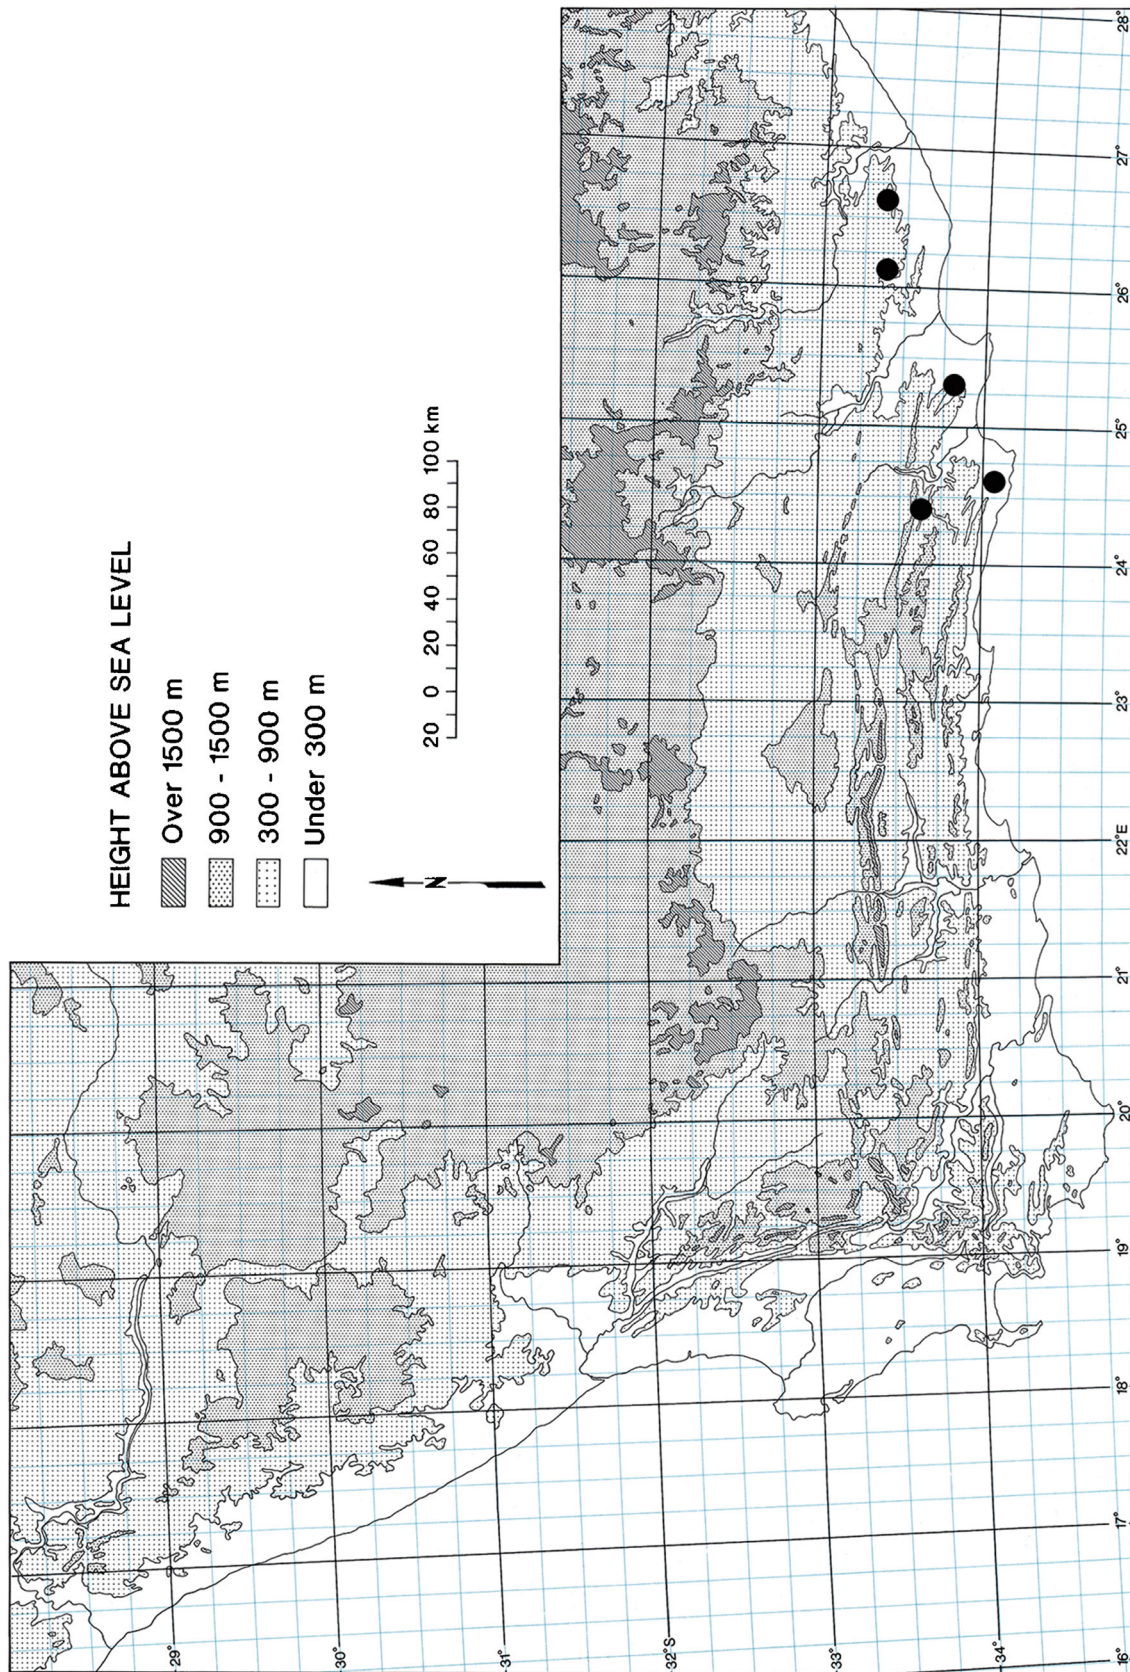 HEIGHT ABOVE SEA LEVEL
Over 1500 m
900 - 1500 m
300 - 900 m
Under 300 m
20 0 20 40 60 80 100 km
N
29°
30°
31°
32°S
33°
34°
16° 17° 18° 19° 20° 21° 22°E 23° 24° 25° 26° 27° 28°